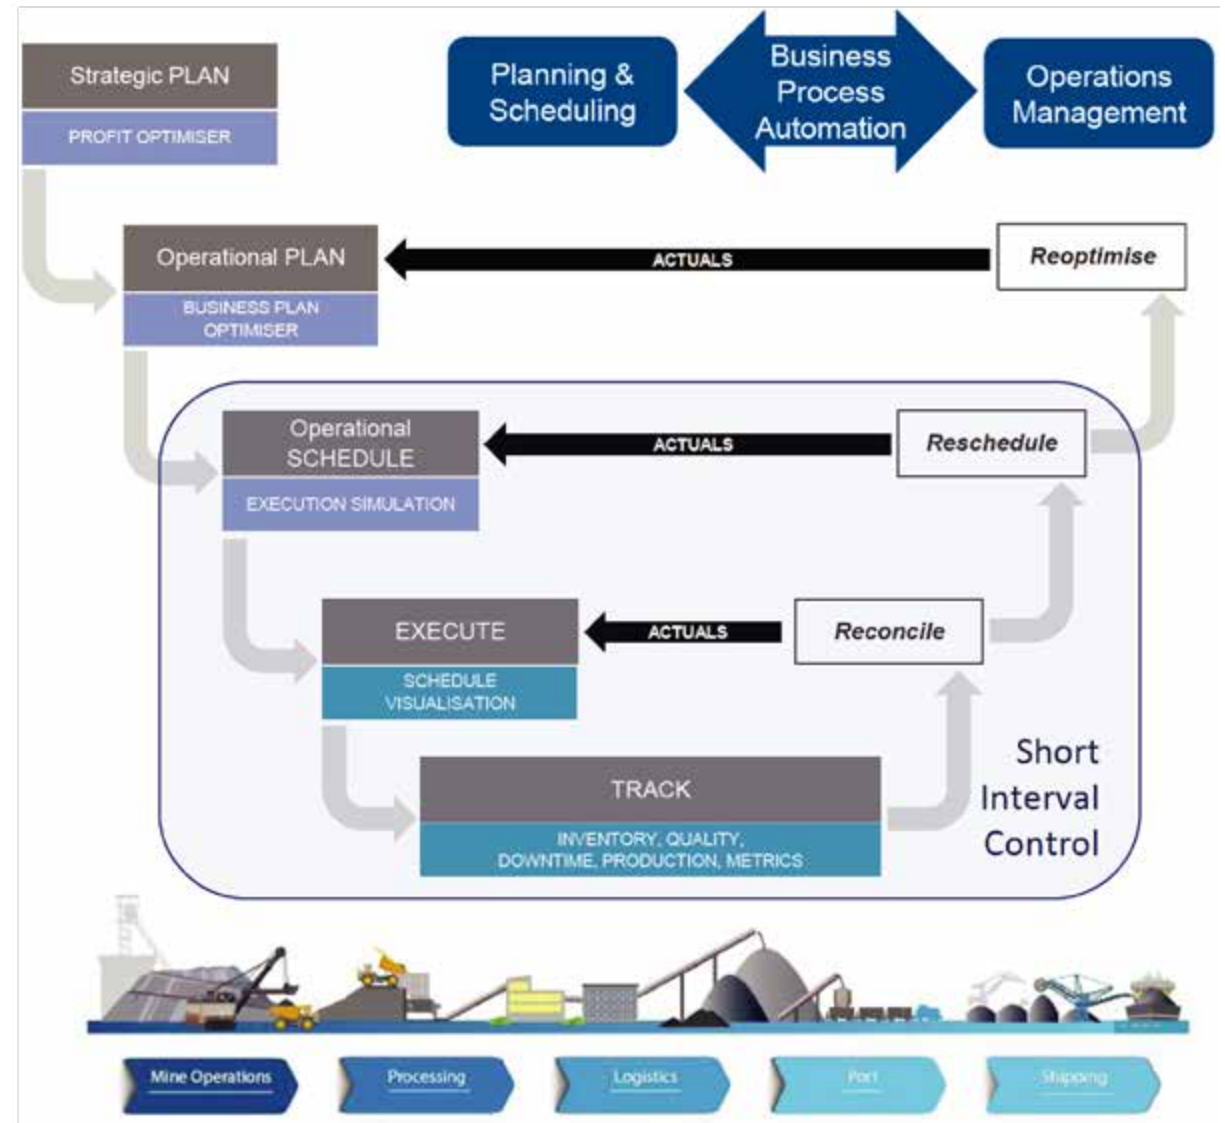 Strategic PLAN
PROFIT OPTIMISER
Planning &
Scheduling
Business
Process
Automation
Operations
Management
Operational PLAN
BUSINESS PLAN
OPTIMISER
ACTUALS
Reoptimise
Operational
SCHEDULE
EXECUTION SIMULATION
ACTUALS
Reschedule
EXECUTE
SCHEDULE
VISUALISATION
ACTUALS
Reconcile
TRACK
INVENTORY, QUALITY,
DOWNTIME, PRODUCTION, METRICS
Short
Interval
Control
Mine Operations
Processing
Logistics
Port
Shipping